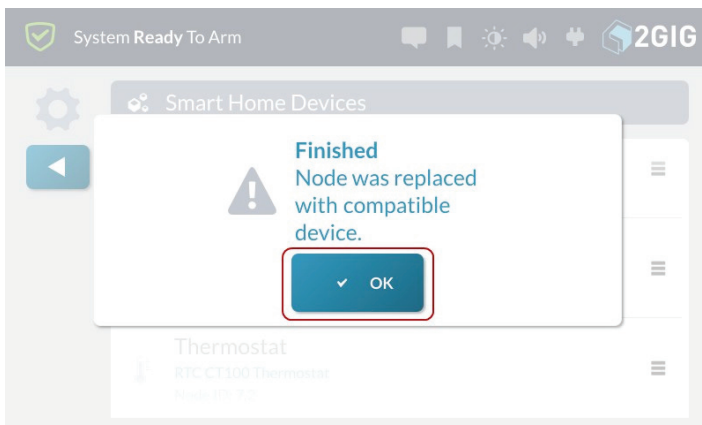 System Ready To Arm
2GIG
Smart Home Devices
Finished
Node was replaced
with compatible
device.
OK
Thermostat
RTC CT100 Thermostat